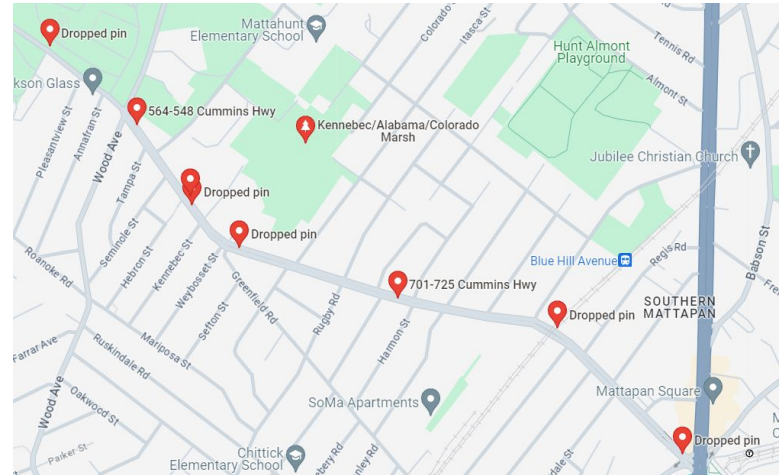 Mattahunt
Elementary School
Colorado
Itasca St
Tennis Rd
Dropped pin
Hunt Almont
Playground
kson Glass
Almont St
564-548 Cummins Hwy
Kennebec/Alabama/Colorado
Marsh
Pleasantview St
Annafran St
Wood Ave
Jubilee Christian Church
Tampa St
Dropped pin
Seminole St
Hebron St
Kennebec St
Weybosset St
Dropped pin
Babson St
Roanoke Rd
Blue Hill Avenue
Regis Rd
Greenfield Rd
701-725 Cummins Hwy
Sefton St
Rugby Rd
SOUTHERN
MATTAPAN
Dropped pin
Mariposa St
Harmon St
Farrar Ave
Ruskindale Rd
Wood Ave
Oakwood St
SoMa Apartments
Mattapan Square
Dropped pin
Parker St
Chittick
Elementary School